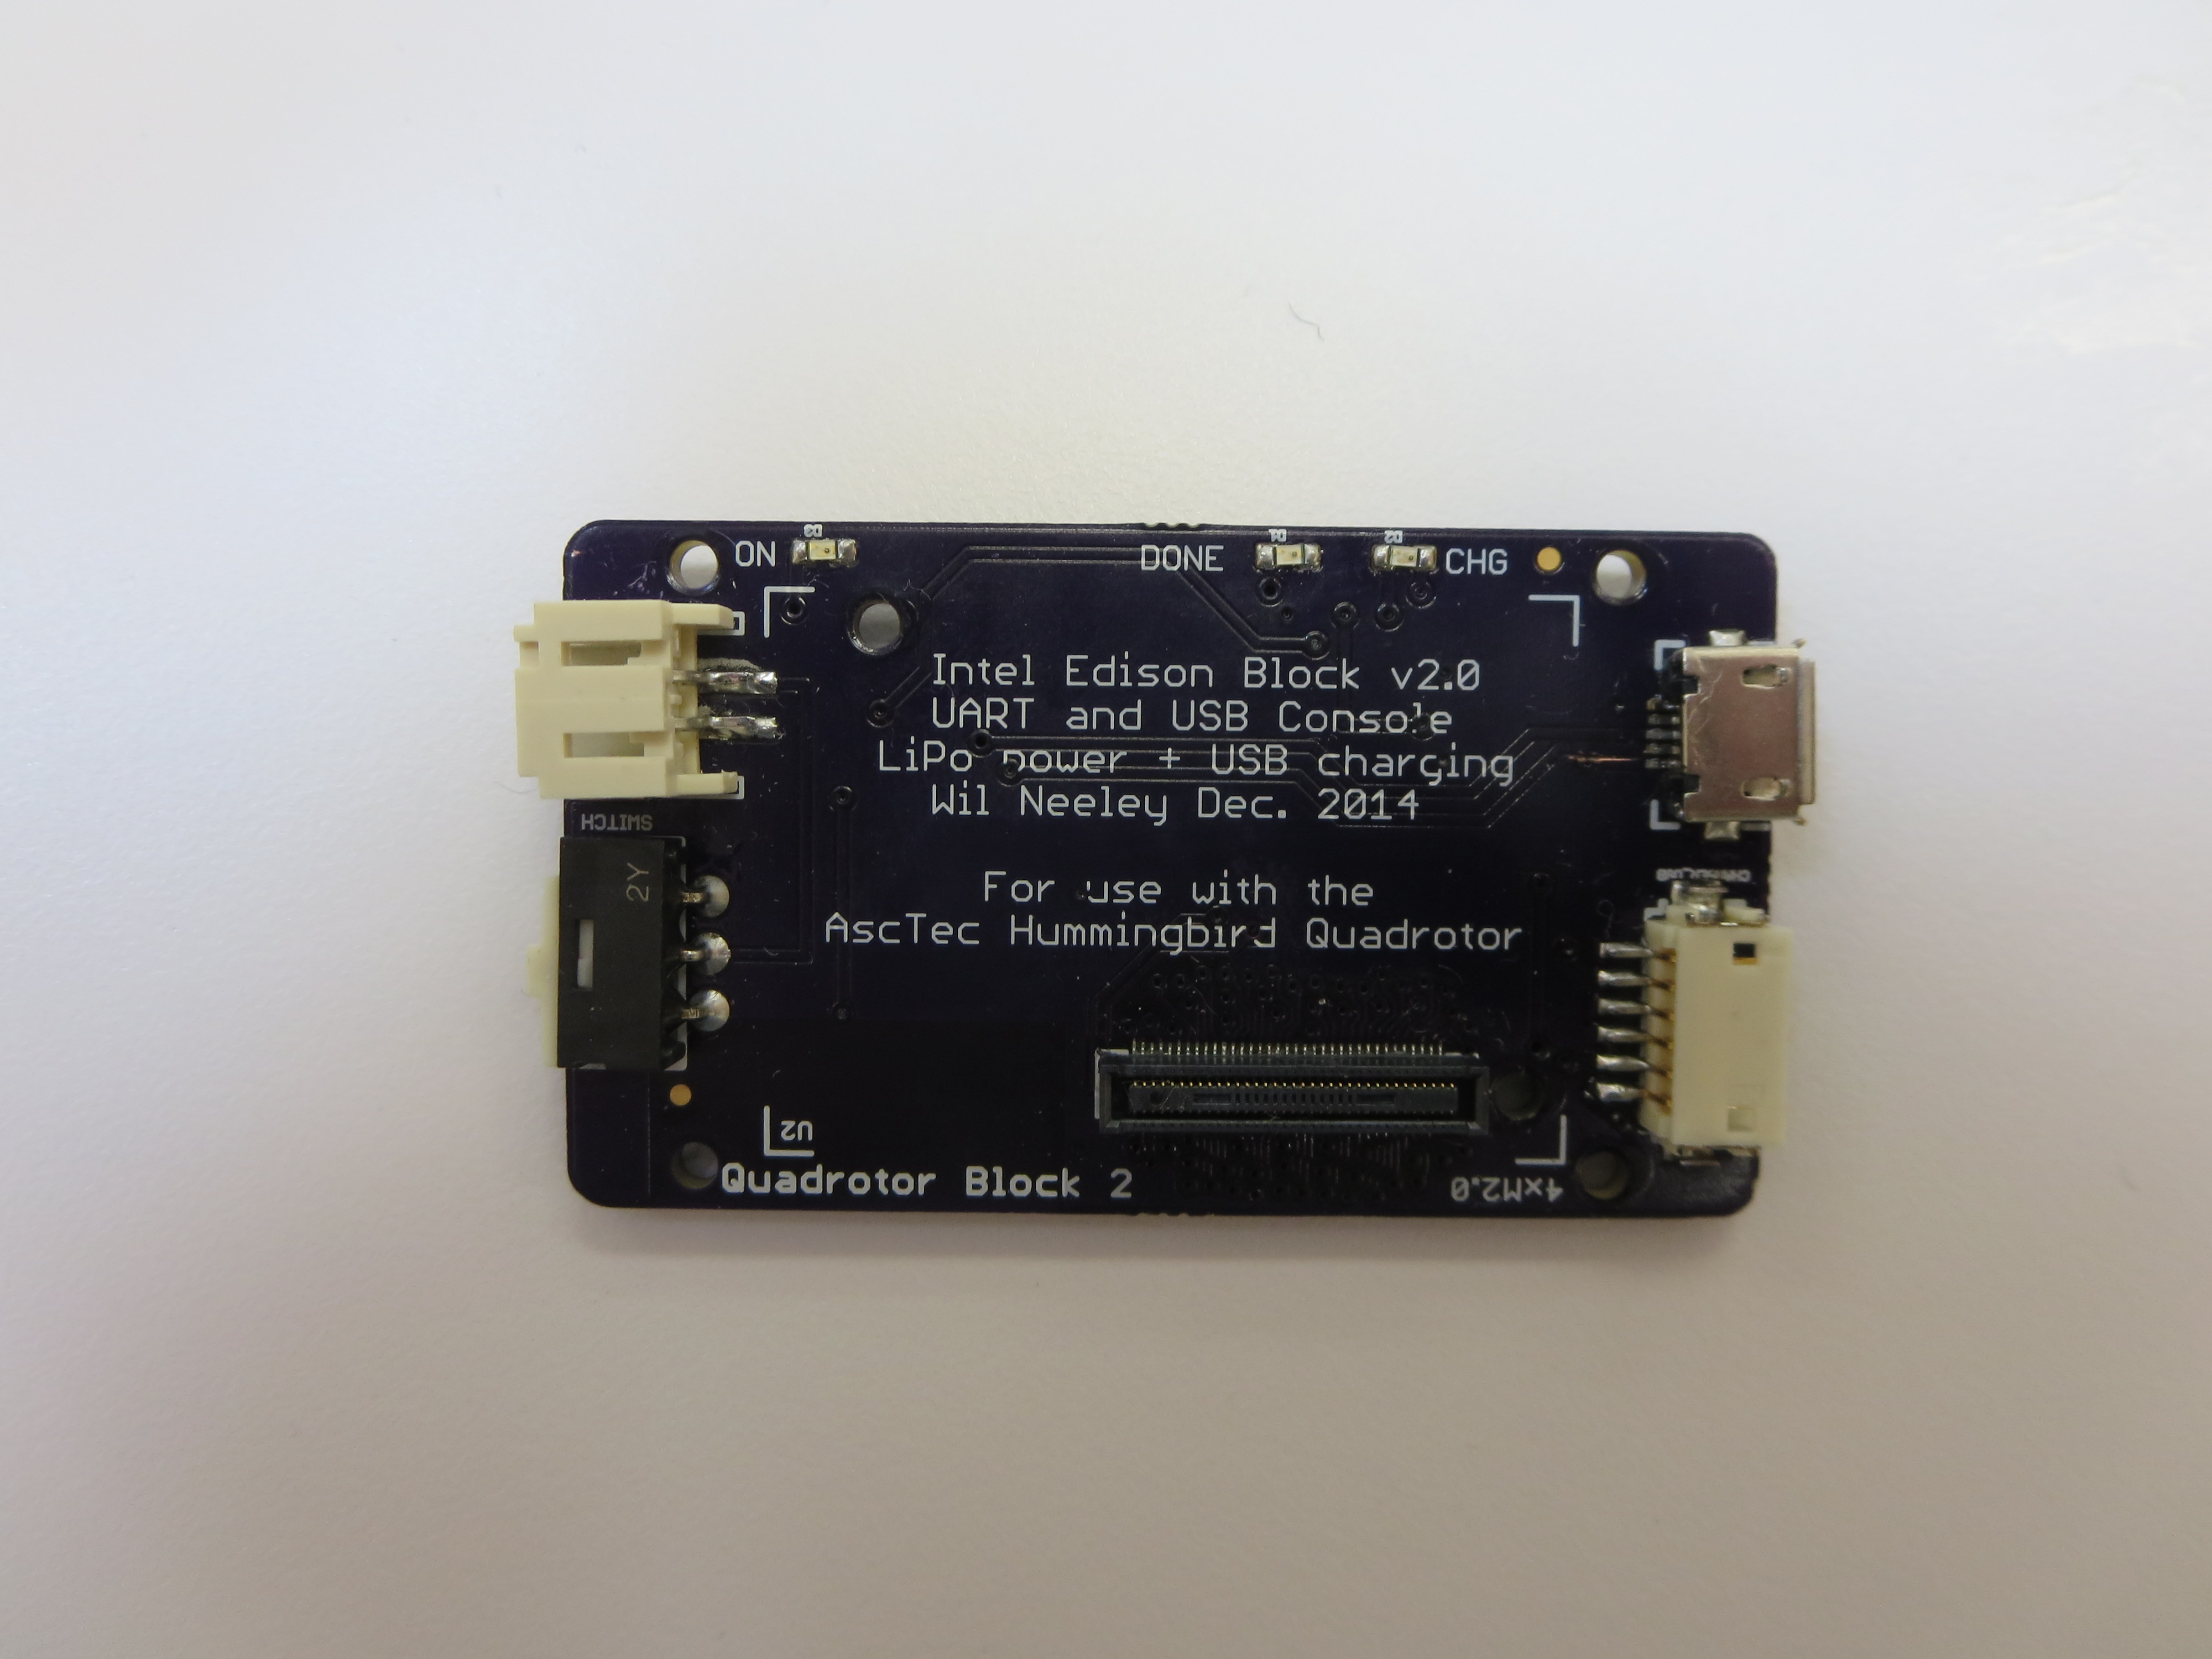 D3
D1
D2
ON
DONE
CHG
Intel Edison Block v2.0
UART and USB Console
LiPo power + USB charging
Wil Neeley Dec. 2014
SWITCH
2Y
For use with the
AscTec Hummingbird Quadrotor
U2
Quadrotor Block 2
4xM2.0